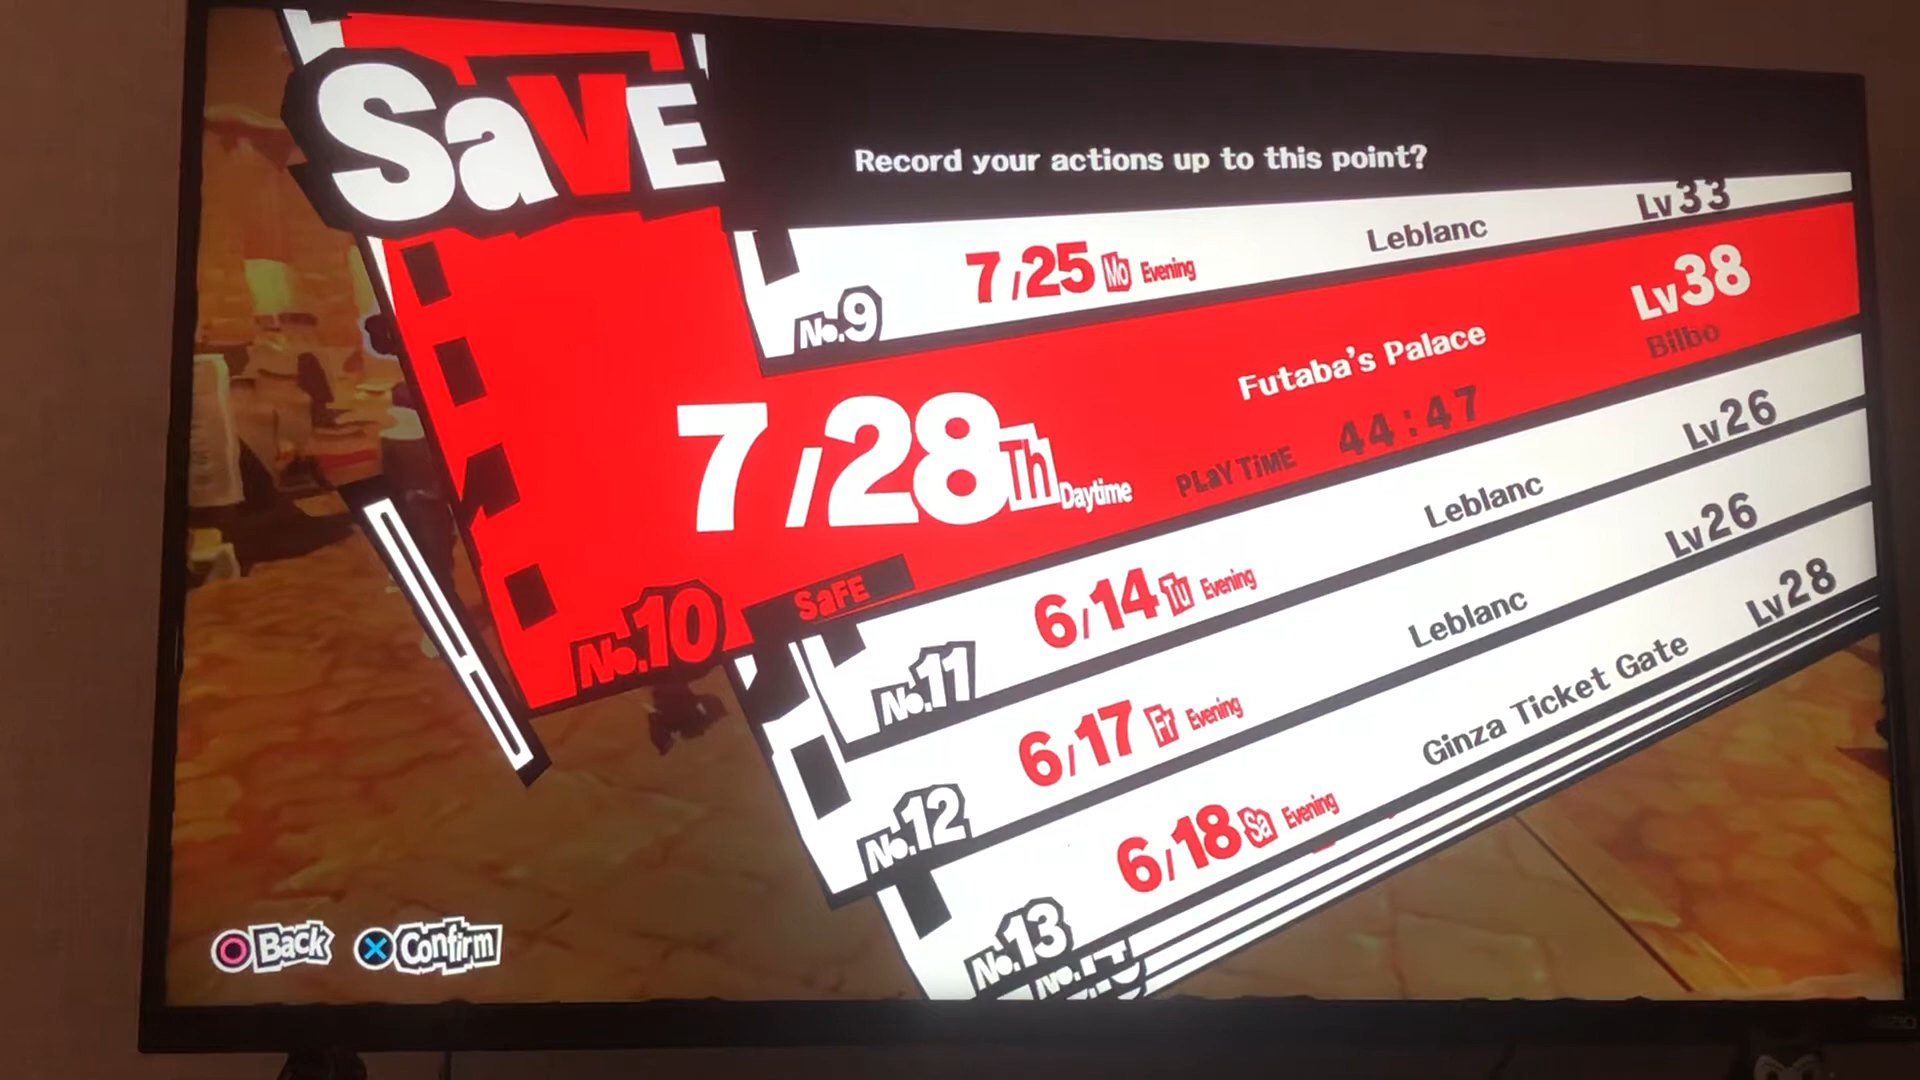 SaVE
Record your actions up to this point?
No.9 7/25 Mo Evening Leblanc Lv33
No.10 7/28 Th Daytime Futaba's Palace Lv38
PLaY TiME 44:47 Bilbo
SaFE
No.11 6/14 Tu Evening Leblanc Lv26
No.12 6/17 Fr Evening Leblanc Lv26
No.13 6/18 Sa Evening Ginza Ticket Gate Lv28
Back Confirm